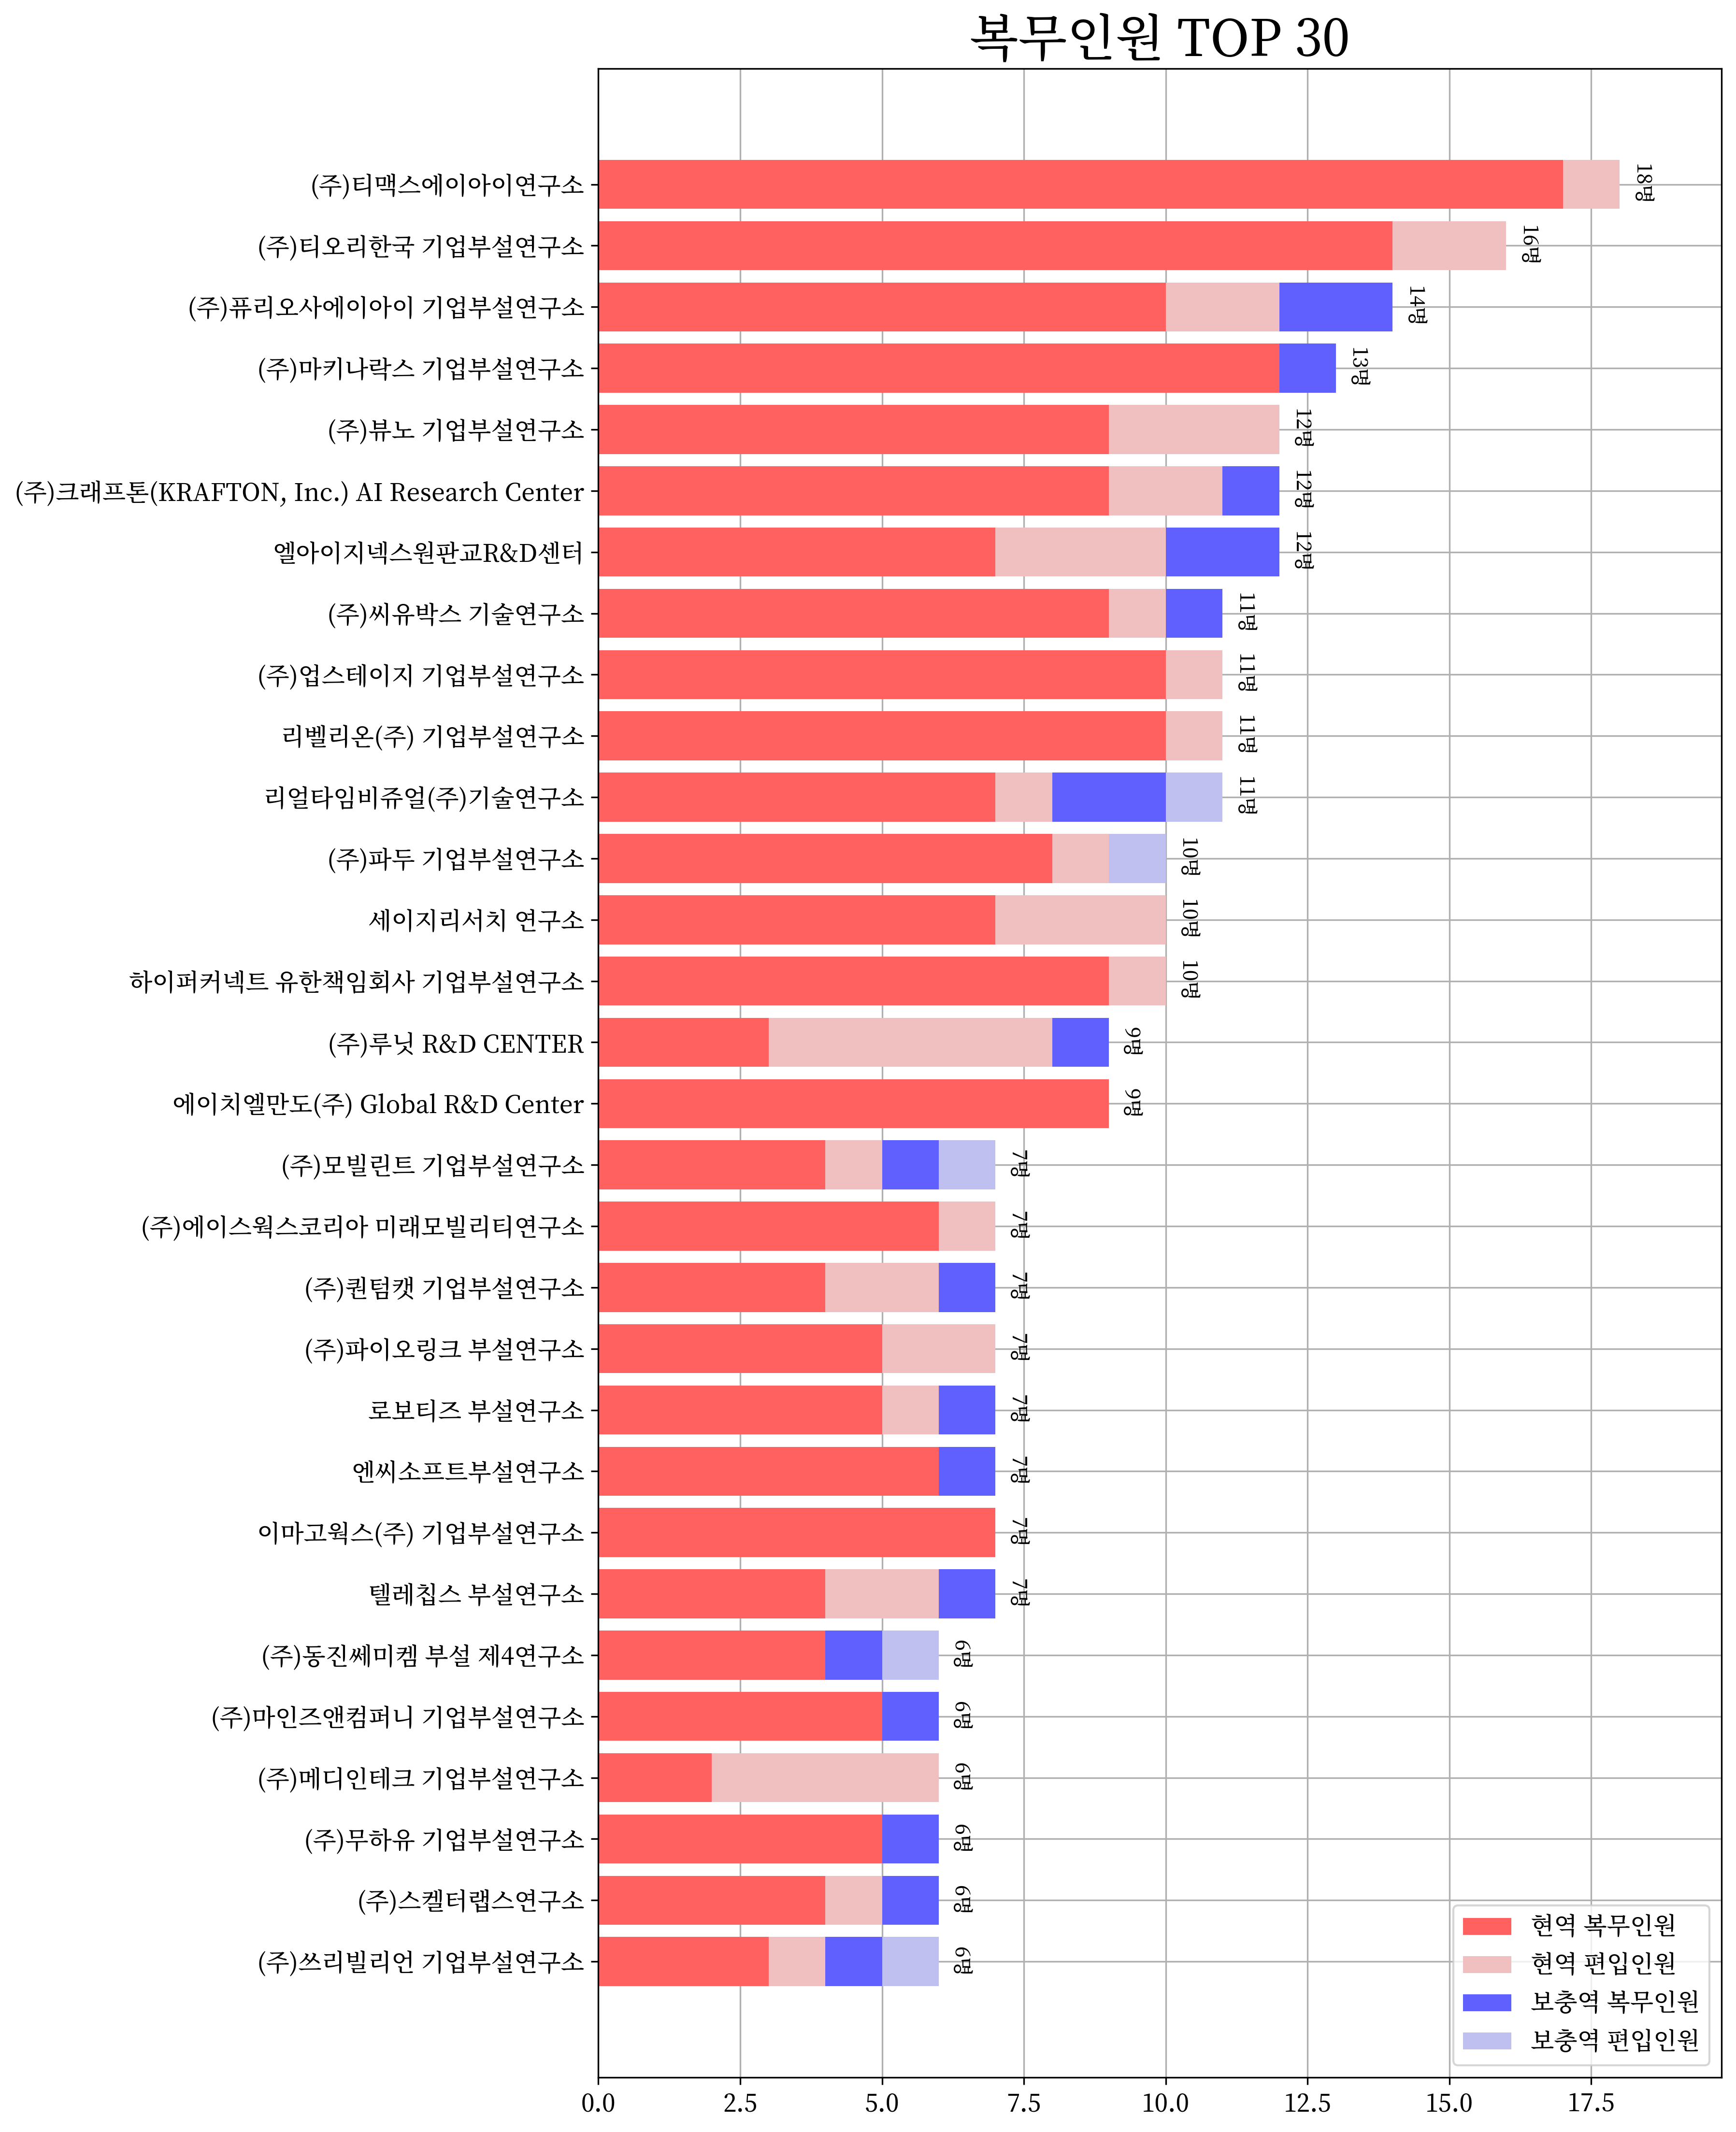 복무인원 TOP 30
(주)티맥스에이아이연구소
18명
(주)티오리한국 기업부설연구소
16명
(주)퓨리오사에이아이 기업부설연구소
14명
(주)마키나락스 기업부설연구소
13명
(주)뷰노 기업부설연구소
12명
(주)크래프톤(KRAFTON, Inc.) AI Research Center
12명
엘아이지넥스원판교R&D센터
12명
(주)씨유박스 기술연구소
11명
(주)업스테이지 기업부설연구소
11명
리벨리온(주) 기업부설연구소
11명
리얼타임비쥬얼(주)기술연구소
11명
(주)파두 기업부설연구소
10명
세이지리서치 연구소
10명
하이퍼커넥트 유한책임회사 기업부설연구소
10명
(주)루닛 R&D CENTER
9명
에이치엘만도(주) Global R&D Center
9명
(주)모빌린트 기업부설연구소
7명
(주)에이스웍스코리아 미래모빌리티연구소
7명
(주)퀀텀캣 기업부설연구소
7명
(주)파이오링크 부설연구소
7명
로보티즈 부설연구소
7명
엔씨소프트부설연구소
7명
이마고웍스(주) 기업부설연구소
7명
텔레칩스 부설연구소
7명
(주)동진쎄미켐 부설 제4연구소
6명
(주)마인즈앤컴퍼니 기업부설연구소
6명
(주)메디인테크 기업부설연구소
6명
(주)무하유 기업부설연구소
6명
(주)스켈터랩스연구소
6명
(주)쓰리빌리언 기업부설연구소
6명
현역 복무인원
현역 편입인원
보충역 복무인원
보충역 편입인원
0.0 2.5 5.0 7.5 10.0 12.5 15.0 17.5